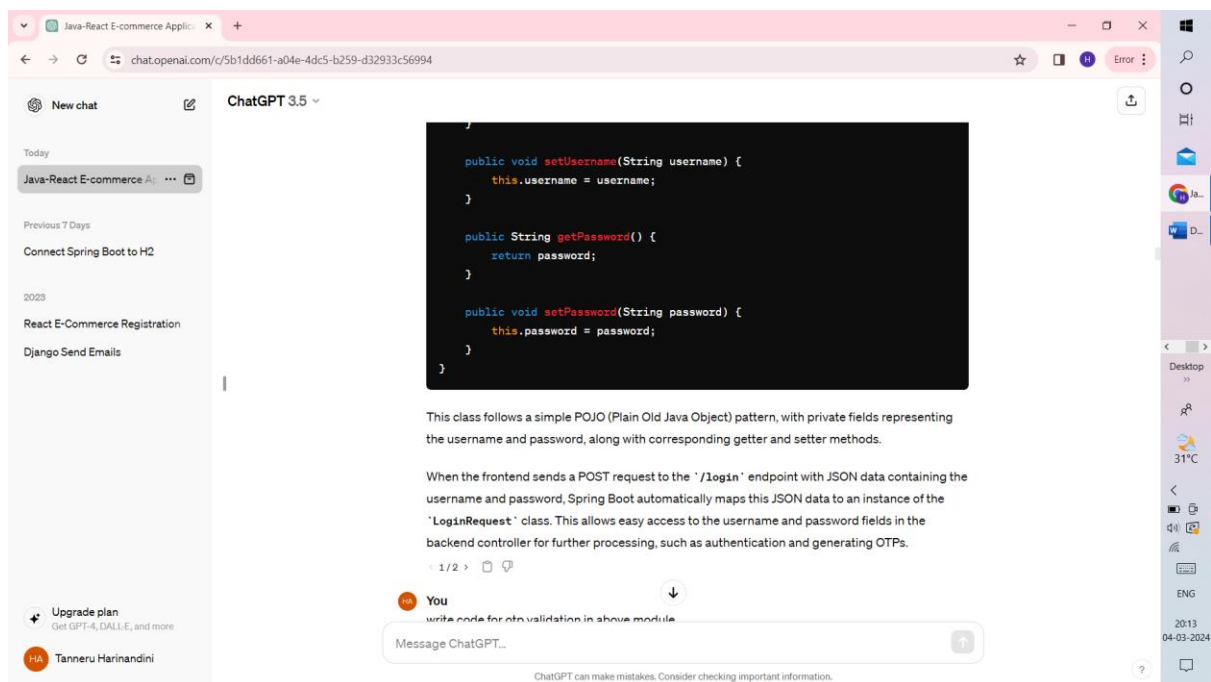 Java-React E-commerce Applic
chat.openai.com/c/5b1dd661-a04e-4dc5-b259-d32933c56994
H
Error
New chat
ChatGPT 3.5
Today
Java-React E-commerce Ap
Previous 7 Days
Connect Spring Boot to H2
2023
React E-Commerce Registration
Django Send Emails
}
public void setUsername(String username) {
this.username = username;
}
public String getPassword() {
return password;
}
public void setPassword(String password) {
this.password = password;
}
}
This class follows a simple POJO (Plain Old Java Object) pattern, with private fields representing
the username and password, along with corresponding getter and setter methods.
When the frontend sends a POST request to the `/login` endpoint with JSON data containing the
username and password, Spring Boot automatically maps this JSON data to an instance of the
`LoginRequest` class. This allows easy access to the username and password fields in the
backend controller for further processing, such as authentication and generating OTPs.
1/2
HA You
write code for otp validation in above module
Message ChatGPT...
ChatGPT can make mistakes. Consider checking important information.
?
Upgrade plan
Get GPT-4, DALL·E, and more
HA Tanneru Harinandini
Ja...
D...
Desktop
31°C
ENG
20:13
04-03-2024